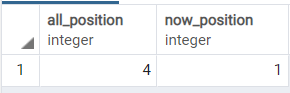 all_position now_position
integer integer
1 4 1